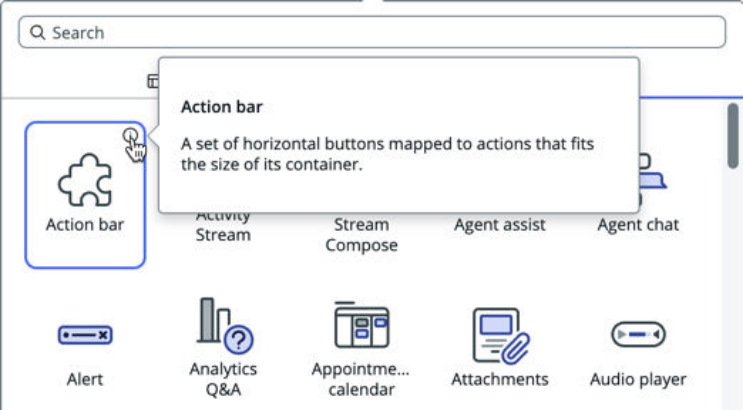 Search
Action bar
A set of horizontal buttons mapped to actions that fits
the size of its container.
Action bar
Activity
Stream
Stream
Compose
Agent assist
Agent chat
Alert
Analytics
Q&A
Appointme...
calendar
Attachments
Audio player